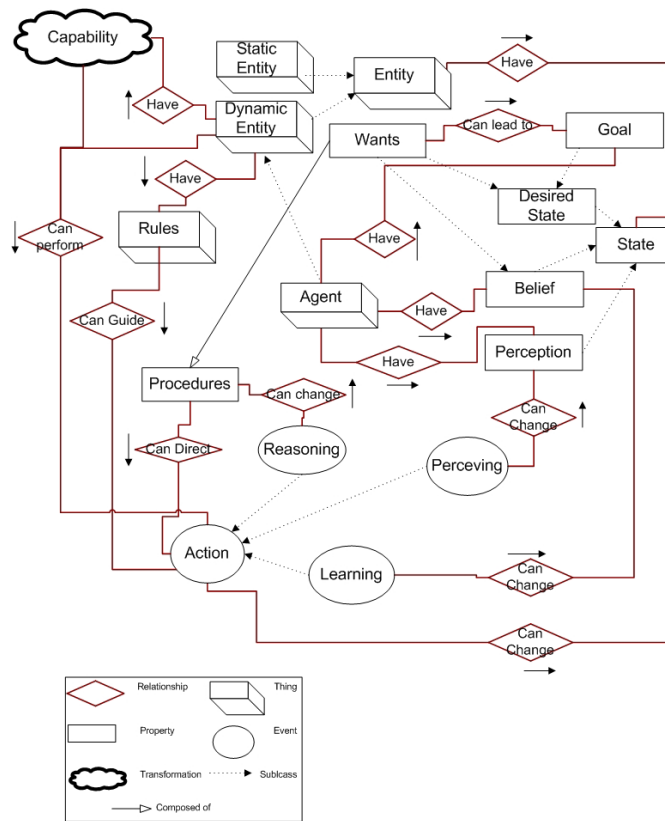 Capability
Static
Entity
Entity
Have
Have
Dynamic
Entity
Wants
Can lead to
Goal
Have
Desired
State
Rules
Can
perform
Have
State
Agent
Belief
Have
Can Guide
Perception
Have
Procedures
Can change
Can
Change
Can Direct
Reasoning
Perceving
Action
Learning
Can
Change
Can
Change
Relationship
Thing
Property
Event
Transformation
Sublcass
Composed of